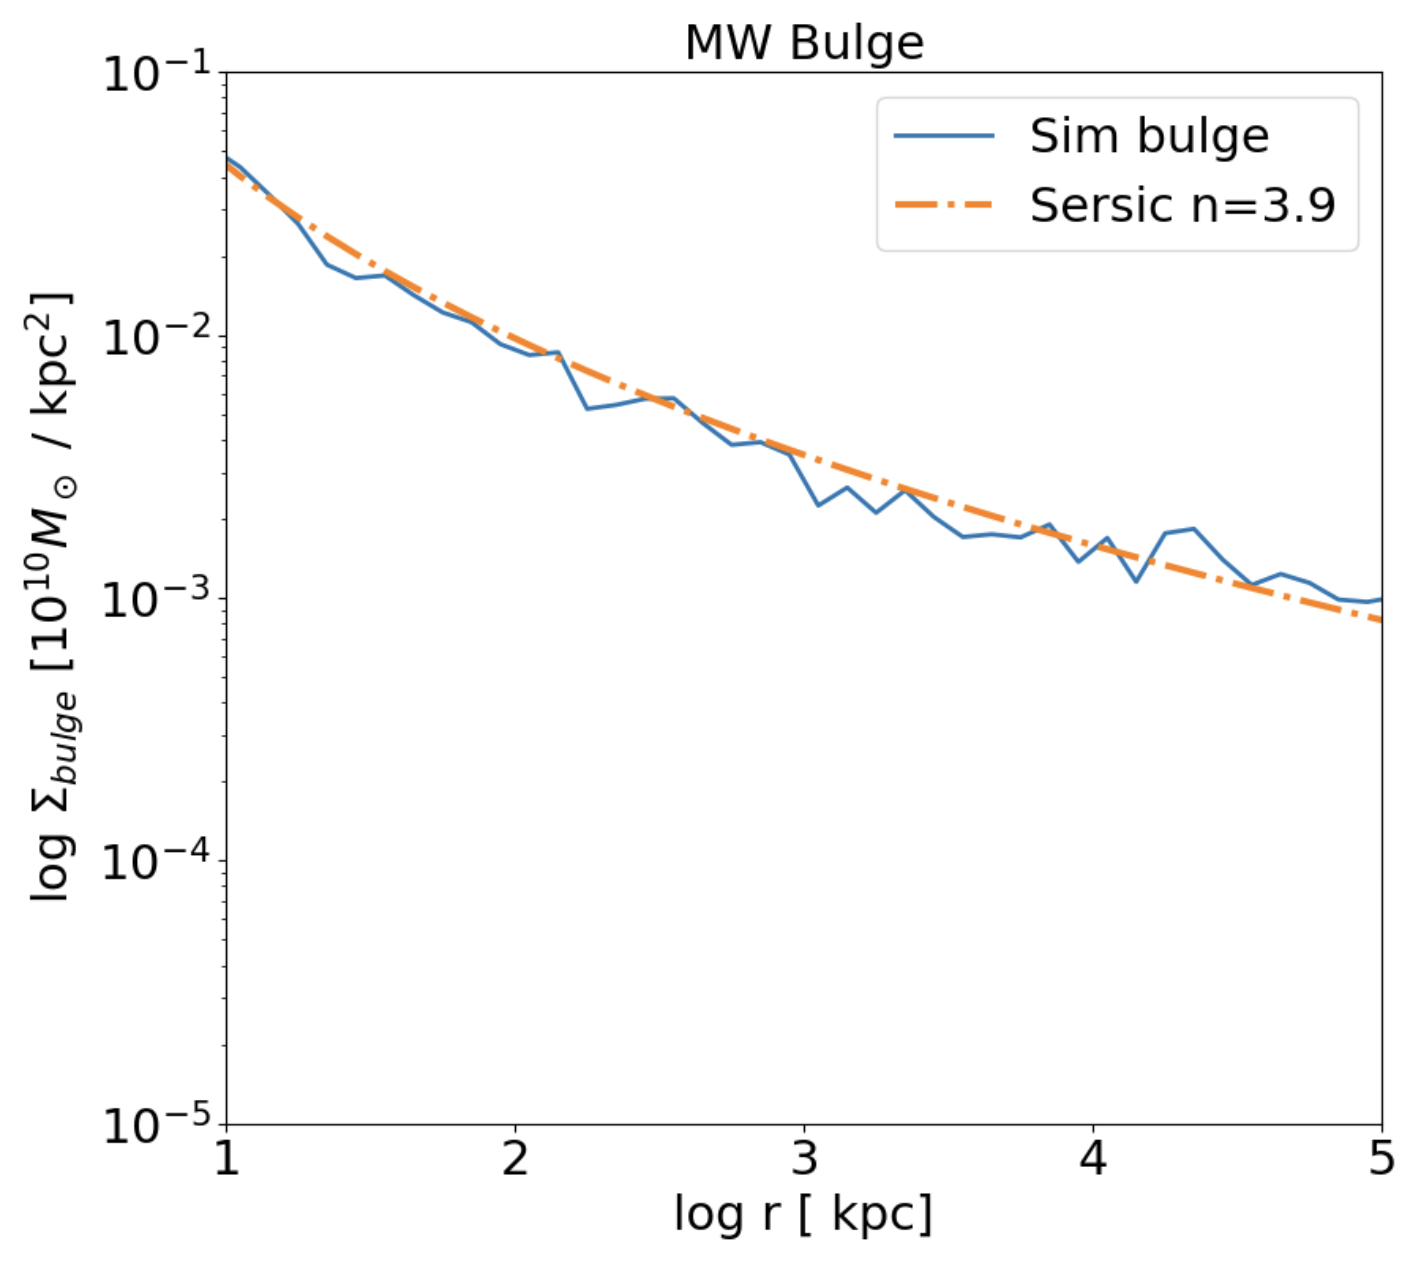 MW Bulge
Sim bulge
Sersic n=3.9
log Σ_bulge [10^10 M_⊙ / kpc^2]
10^−1
10^−2
10^−3
10^−4
10^−5
1 2 3 4 5
log r [ kpc]